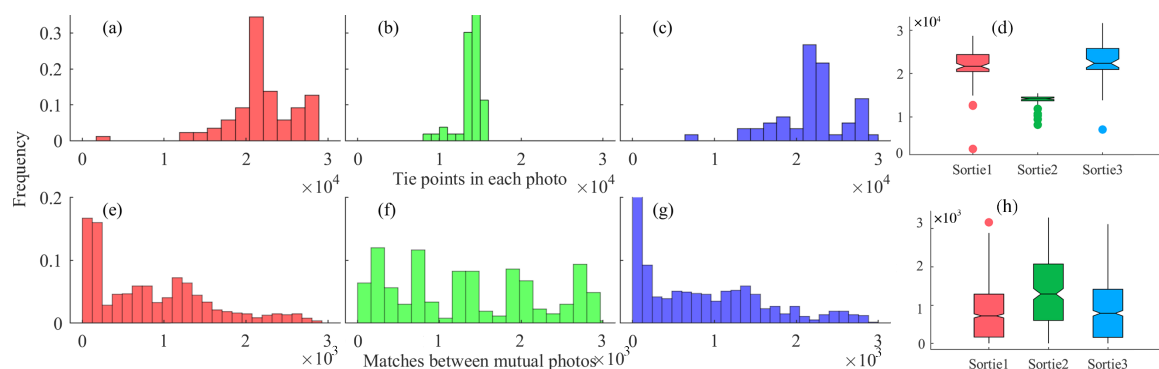 Frequency
(a)
0.3
0.2
0.1
0
0 1 2 3
×10⁴
(b)
0 1 2 3
×10⁴
(c)
0 1 2 3
×10⁴
Tie points in each photo
(d)
×10⁴
3
2
1
0
Sortie1 Sortie2 Sortie3
(e)
0.2
0.1
0
0 1 2 3
×10³
(f)
0 1 2 3
×10³
(g)
0 1 2 3
×10³
Matches between mutual photos
(h)
×10³
3
2
1
0
Sortie1 Sortie2 Sortie3